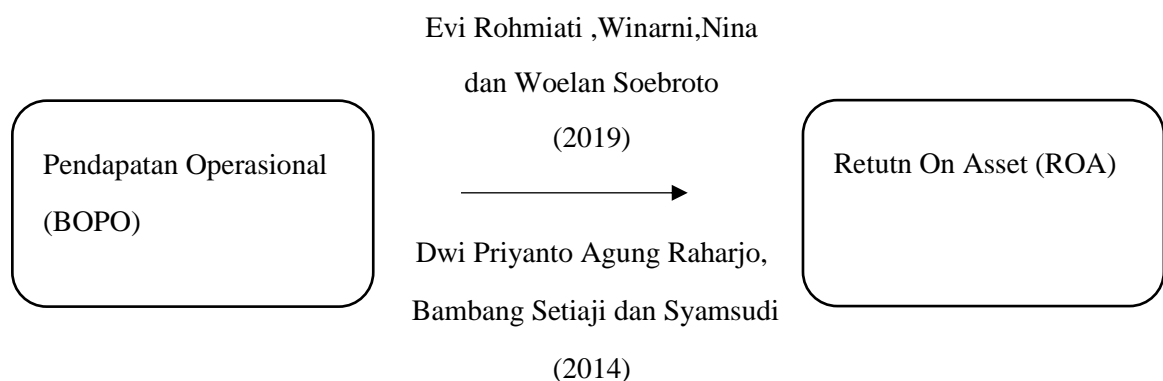 Evi Rohmiati ,Winarni,Nina
dan Woelan Soebroto
(2019)
Pendapatan Operasional
(BOPO)
Retutn On Asset (ROA)
Dwi Priyanto Agung Raharjo,
Bambang Setiaji dan Syamsudi
(2014)